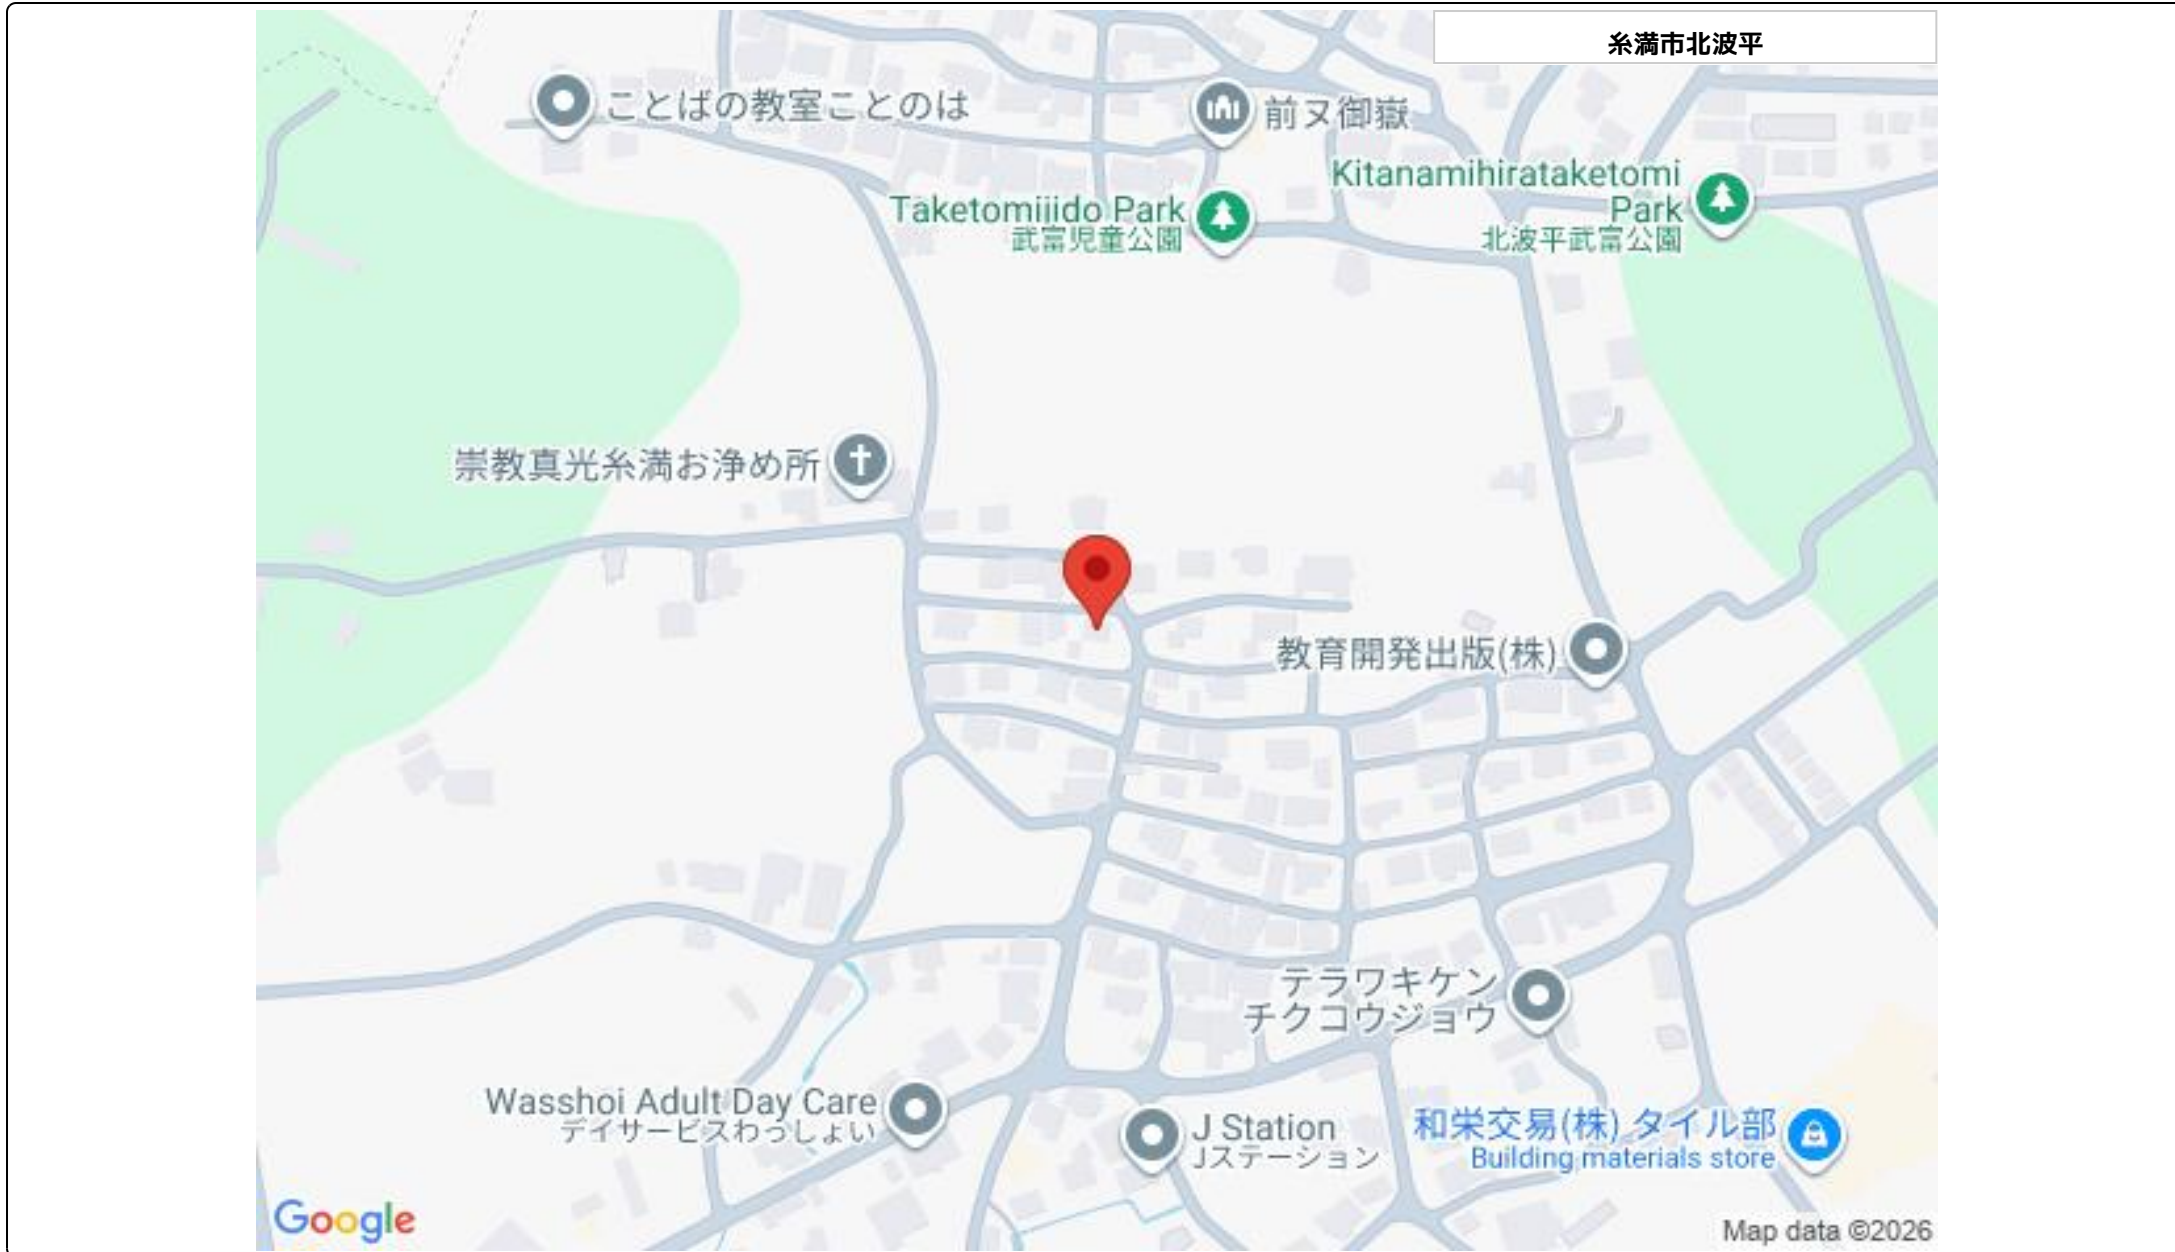 糸満市北波平
ことばの教室ことのは
前ヌ御嶽
Kitanamihirataketomi
Park
北波平武富公園
Taketomijido Park
武富児童公園
崇教真光糸満お浄め所
教育開発出版(株)
テラワキケン
チクコウジョウ
Wasshoi Adult Day Care
デイサービスわっしょい
J Station
Jステーション
和栄交易(株) タイル部
Building materials store
Google
Map data ©2026